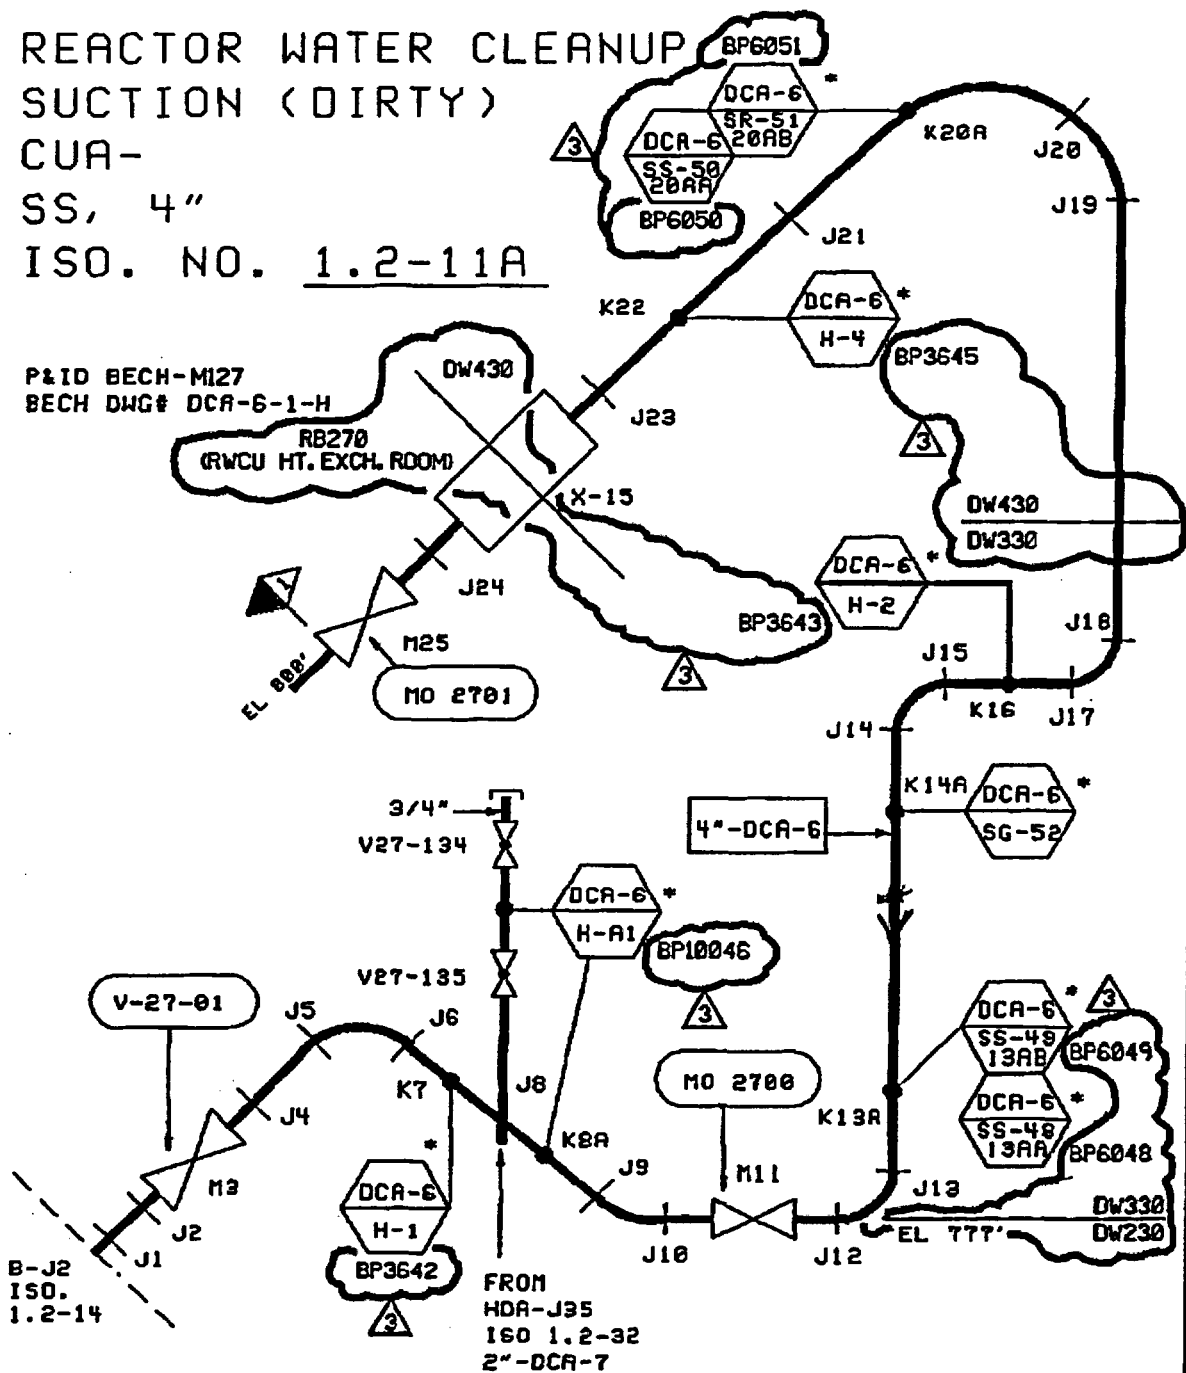 REACTOR WATER CLEANUP
SUCTION (DIRTY)
CUA-
SS, 4"
ISO. NO. 1.2-11A
P&ID BECH-M127
BECH DWG# DCA-6-1-H
BP6051
DCA-6 *
SR-51
20AB
DCA-6
SS-50
20AA
BP6050
3
K20A
J20
J19
J21
K22
DCA-6 *
H-4
BP3645
3
DW430
RB270
(RWCU HT. EXCH. ROOM)
J23
X-15
DW430
DW330
J24
1
M25
EL 800'
MO 2701
BP3643
3
DCA-6 *
H-2
J18
J15
K16
J17
J14
K14A
DCA-6 *
SG-52
4"-DCA-6
3/4"
V27-134
DCA-6 *
H-A1
BP10046
3
V27-135
V-27-01
J5
J6
K7
J8
J4
K8A
MO 2700
DCA-6 *
SS-49
13AB
3
BP6049
K13A
DCA-6 *
SS-48
13AA
BP6048
M3
J2
J1
*
DCA-6
H-1
BP3642
3
J9
M11
J10
J12
J13
EL 777'
DW330
DW230
B-J2
ISO.
1.2-14
FROM
HDA-J35
ISO 1.2-32
2"-DCA-7